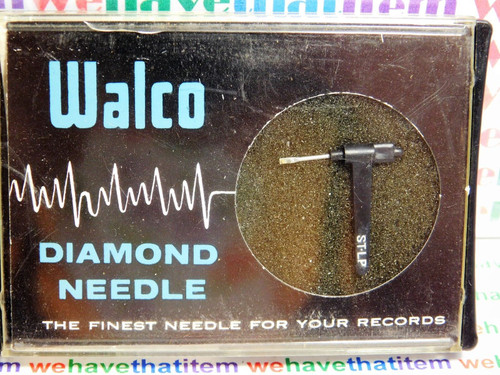 wehavethatitem wehavethatitem
Walco
ST-LP
DIAMOND
NEEDLE
THE FINEST NEEDLE FOR YOUR RECORDS
wehavethatitem wehavethatitem